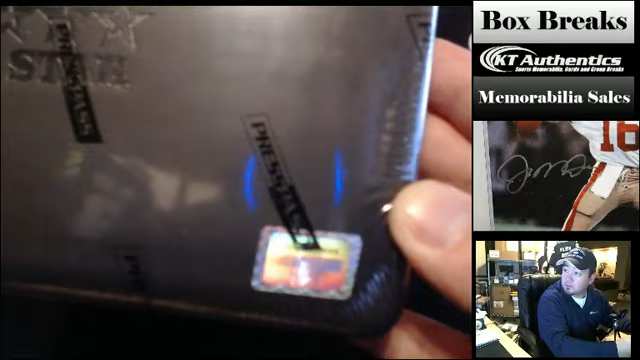 STAR
PRESS PASS
PRESS PASS
Box Breaks
KT Authentics
Sports Memorabilia, Cards and Group Breaks
Memorabilia Sales
16